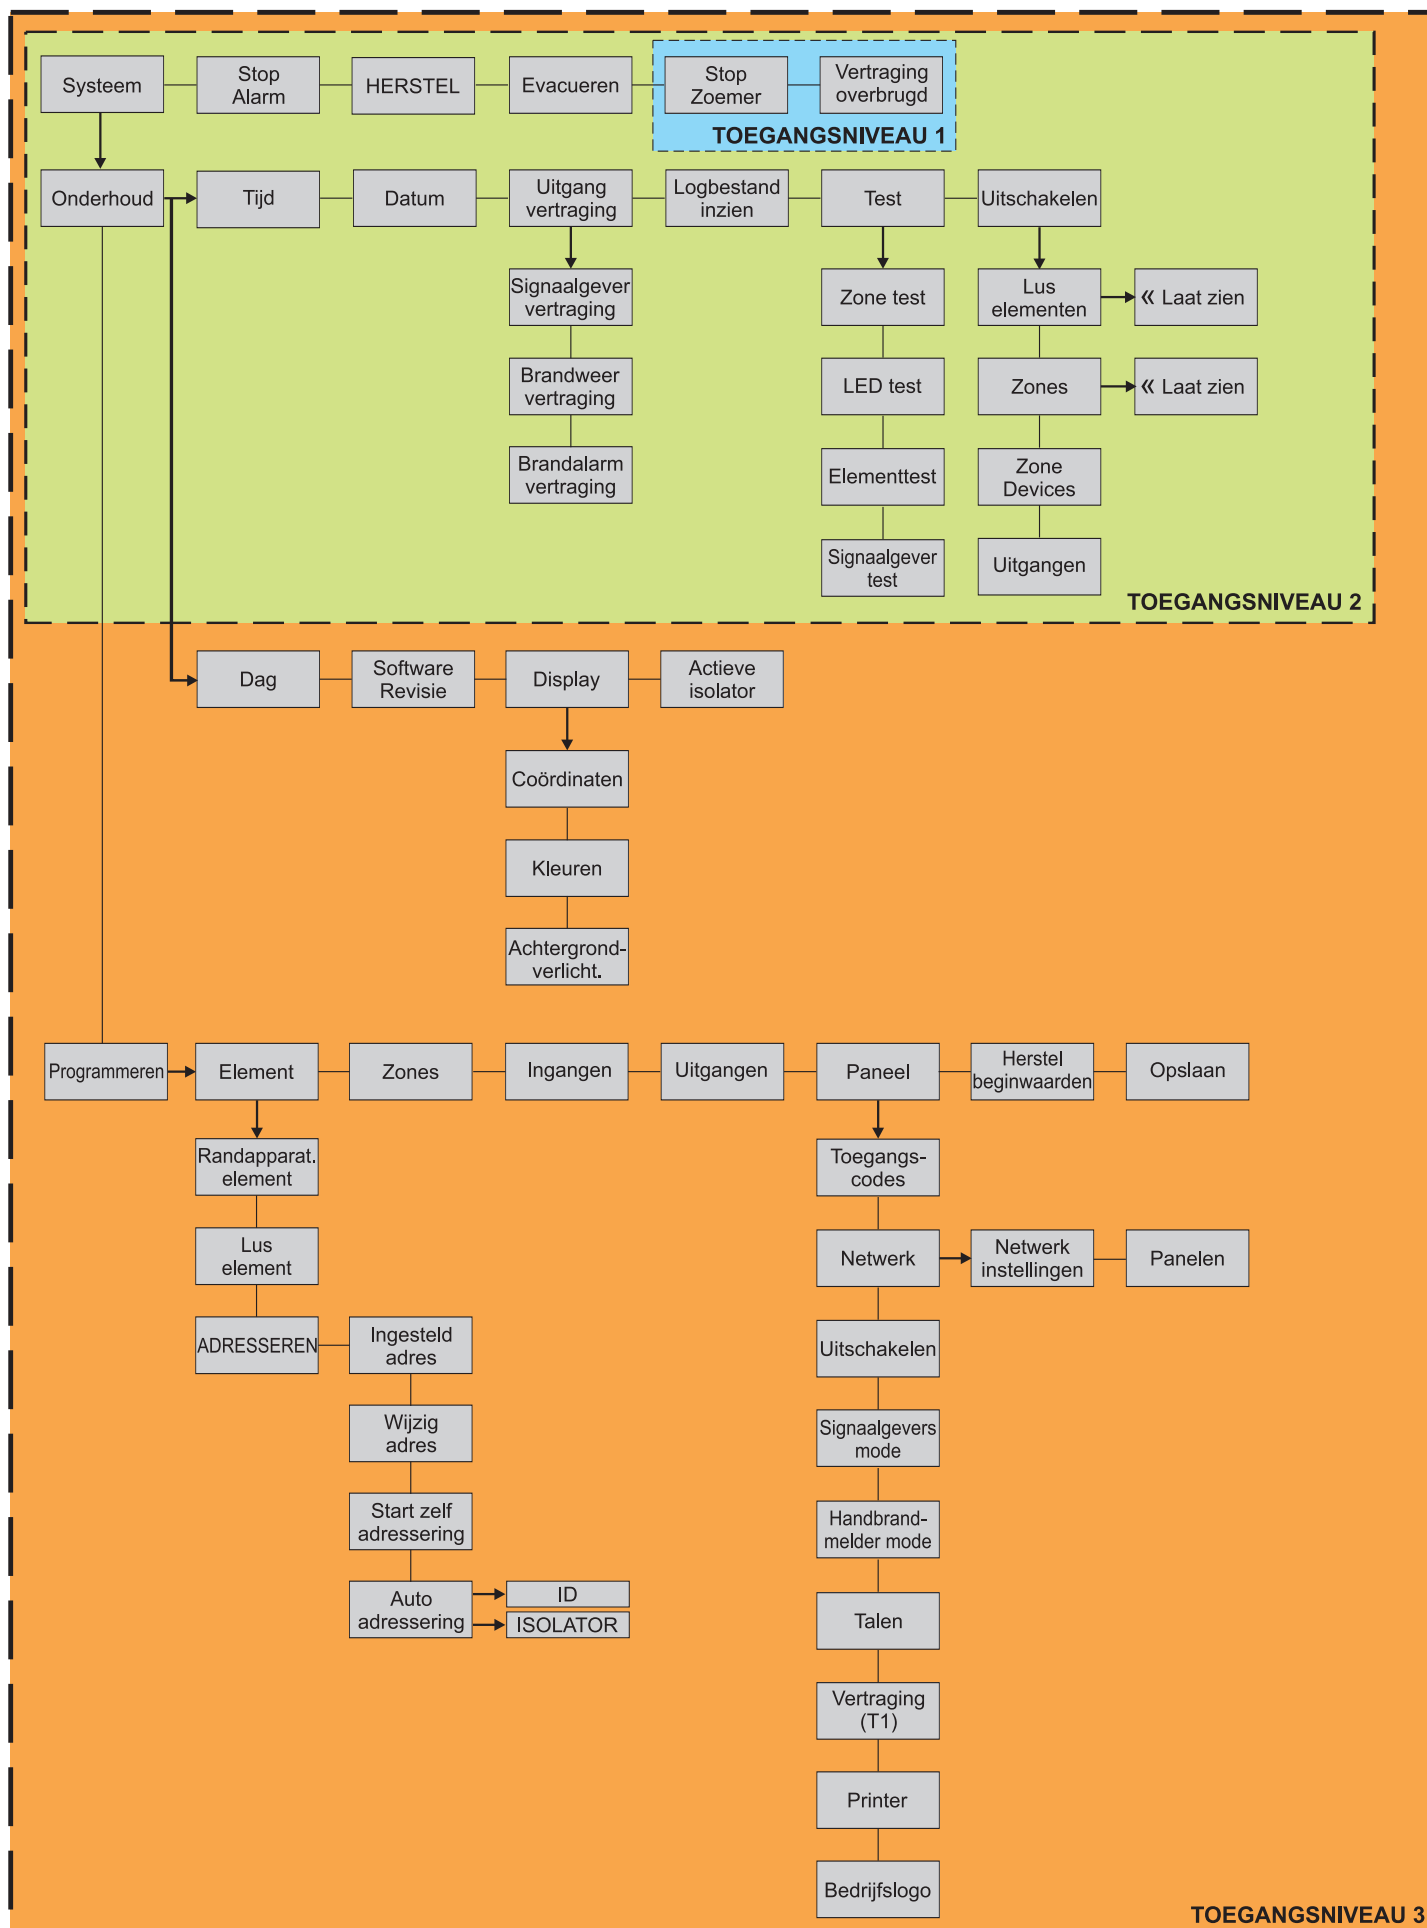 Systeem
Stop
Alarm
HERSTEL
Evacueren
Stop
Zoemer
Vertraging
overbrugd
TOEGANGSNIVEAU 1
Onderhoud
Tijd
Datum
Uitgang
vertraging
Logbestand
inzien
Test
Uitschakelen
Signaalgever
vertraging
Zone test
Lus
elementen
« Laat zien
Brandweer
vertraging
LED test
Zones
« Laat zien
Brandalarm
vertraging
Elementtest
Zone
Devices
Signaalgever
test
Uitgangen
TOEGANGSNIVEAU 2
Dag
Software
Revisie
Display
Actieve
isolator
Coördinaten
Kleuren
Achtergrond-
verlicht.
Programmeren
Element
Zones
Ingangen
Uitgangen
Paneel
Herstel
beginwaarden
Opslaan
Randapparat.
element
Toegangs-
codes
Lus
element
Netwerk
Netwerk
instellingen
Panelen
ADRESSEREN
Ingesteld
adres
Uitschakelen
Wijzig
adres
Signaalgevers
mode
Start zelf
adressering
Handbrand-
melder mode
Auto
adressering
ID
ISOLATOR
Talen
Vertraging
(T1)
Printer
Bedrijfslogo
TOEGANGSNIVEAU 3